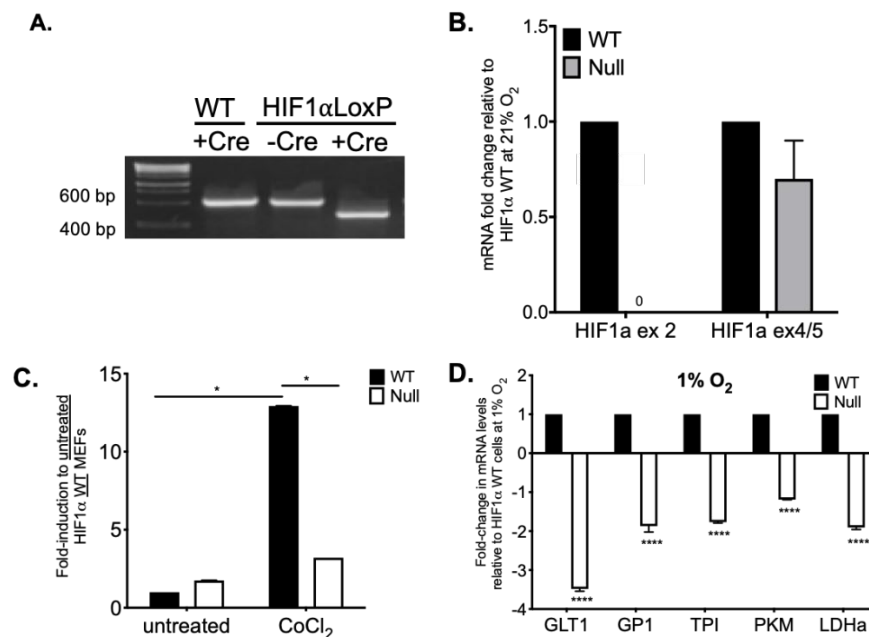 A.
WT HIF1αLoxP
+Cre -Cre +Cre
600 bp
400 bp
B.
WT
Null
mRNA fold change relative to
HIF1α WT at 21% O₂
1.0
0.5
0.0
0
HIF1a ex 2 HIF1a ex4/5
C.
WT
Null
Fold-induction to untreated
HIF1α WT MEFs
15
10
5
0
* *
untreated CoCl₂
D.
1% O₂
WT
Null
Fold-change in mRNA levels
relative to HIF1α WT cells at 1% O₂
2
1
0
-1
-2
-3
-4
**** **** **** **** ****
GLT1 GP1 TPI PKM LDHa